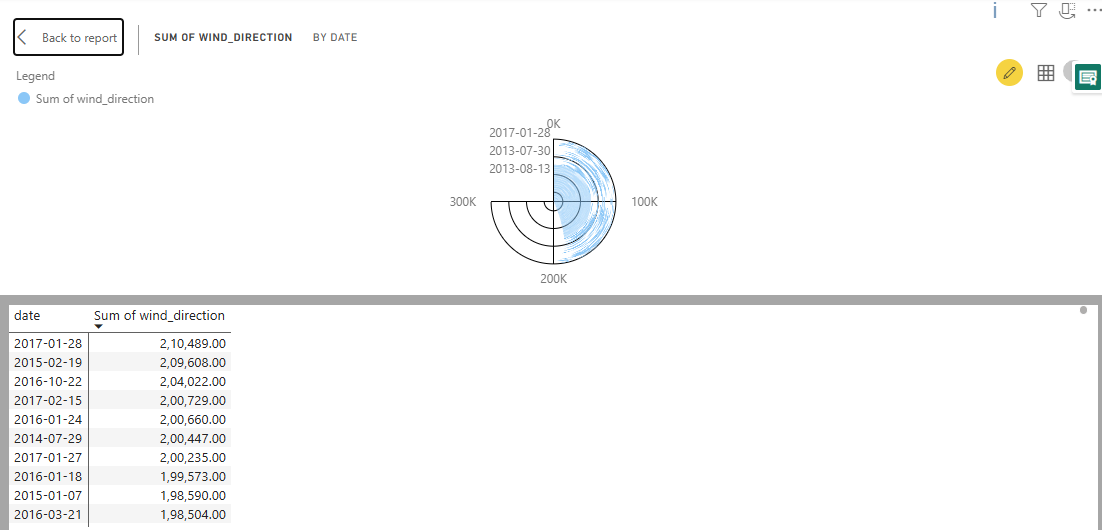 Back to report
SUM OF WIND_DIRECTION BY DATE
Legend
Sum of wind_direction
0K
2017-01-28
2013-07-30
2013-08-13
300K
100K
200K
date Sum of wind_direction
2017-01-28 2,10,489.00
2015-02-19 2,09,608.00
2016-10-22 2,04,022.00
2017-02-15 2,00,729.00
2016-01-24 2,00,660.00
2014-07-29 2,00,447.00
2017-01-27 2,00,235.00
2016-01-18 1,99,573.00
2015-01-07 1,98,590.00
2016-03-21 1,98,504.00